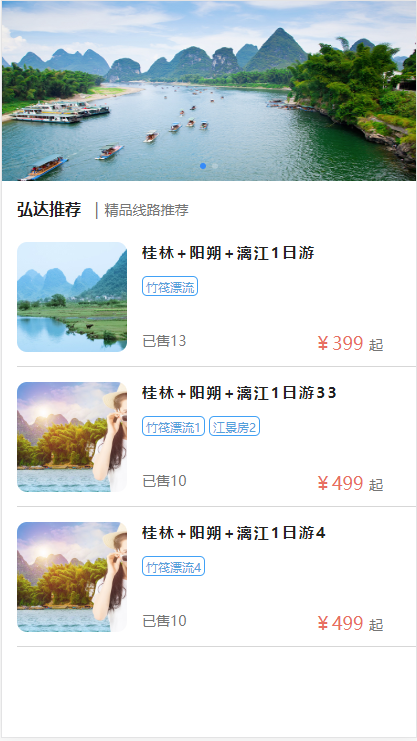 弘达推荐 | 精品线路推荐
桂林+阳朔+漓江1日游
竹筏漂流
已售13 ¥399 起
桂林+阳朔+漓江1日游33
竹筏漂流1 江景房2
已售10 ¥499 起
桂林+阳朔+漓江1日游4
竹筏漂流4
已售10 ¥499 起